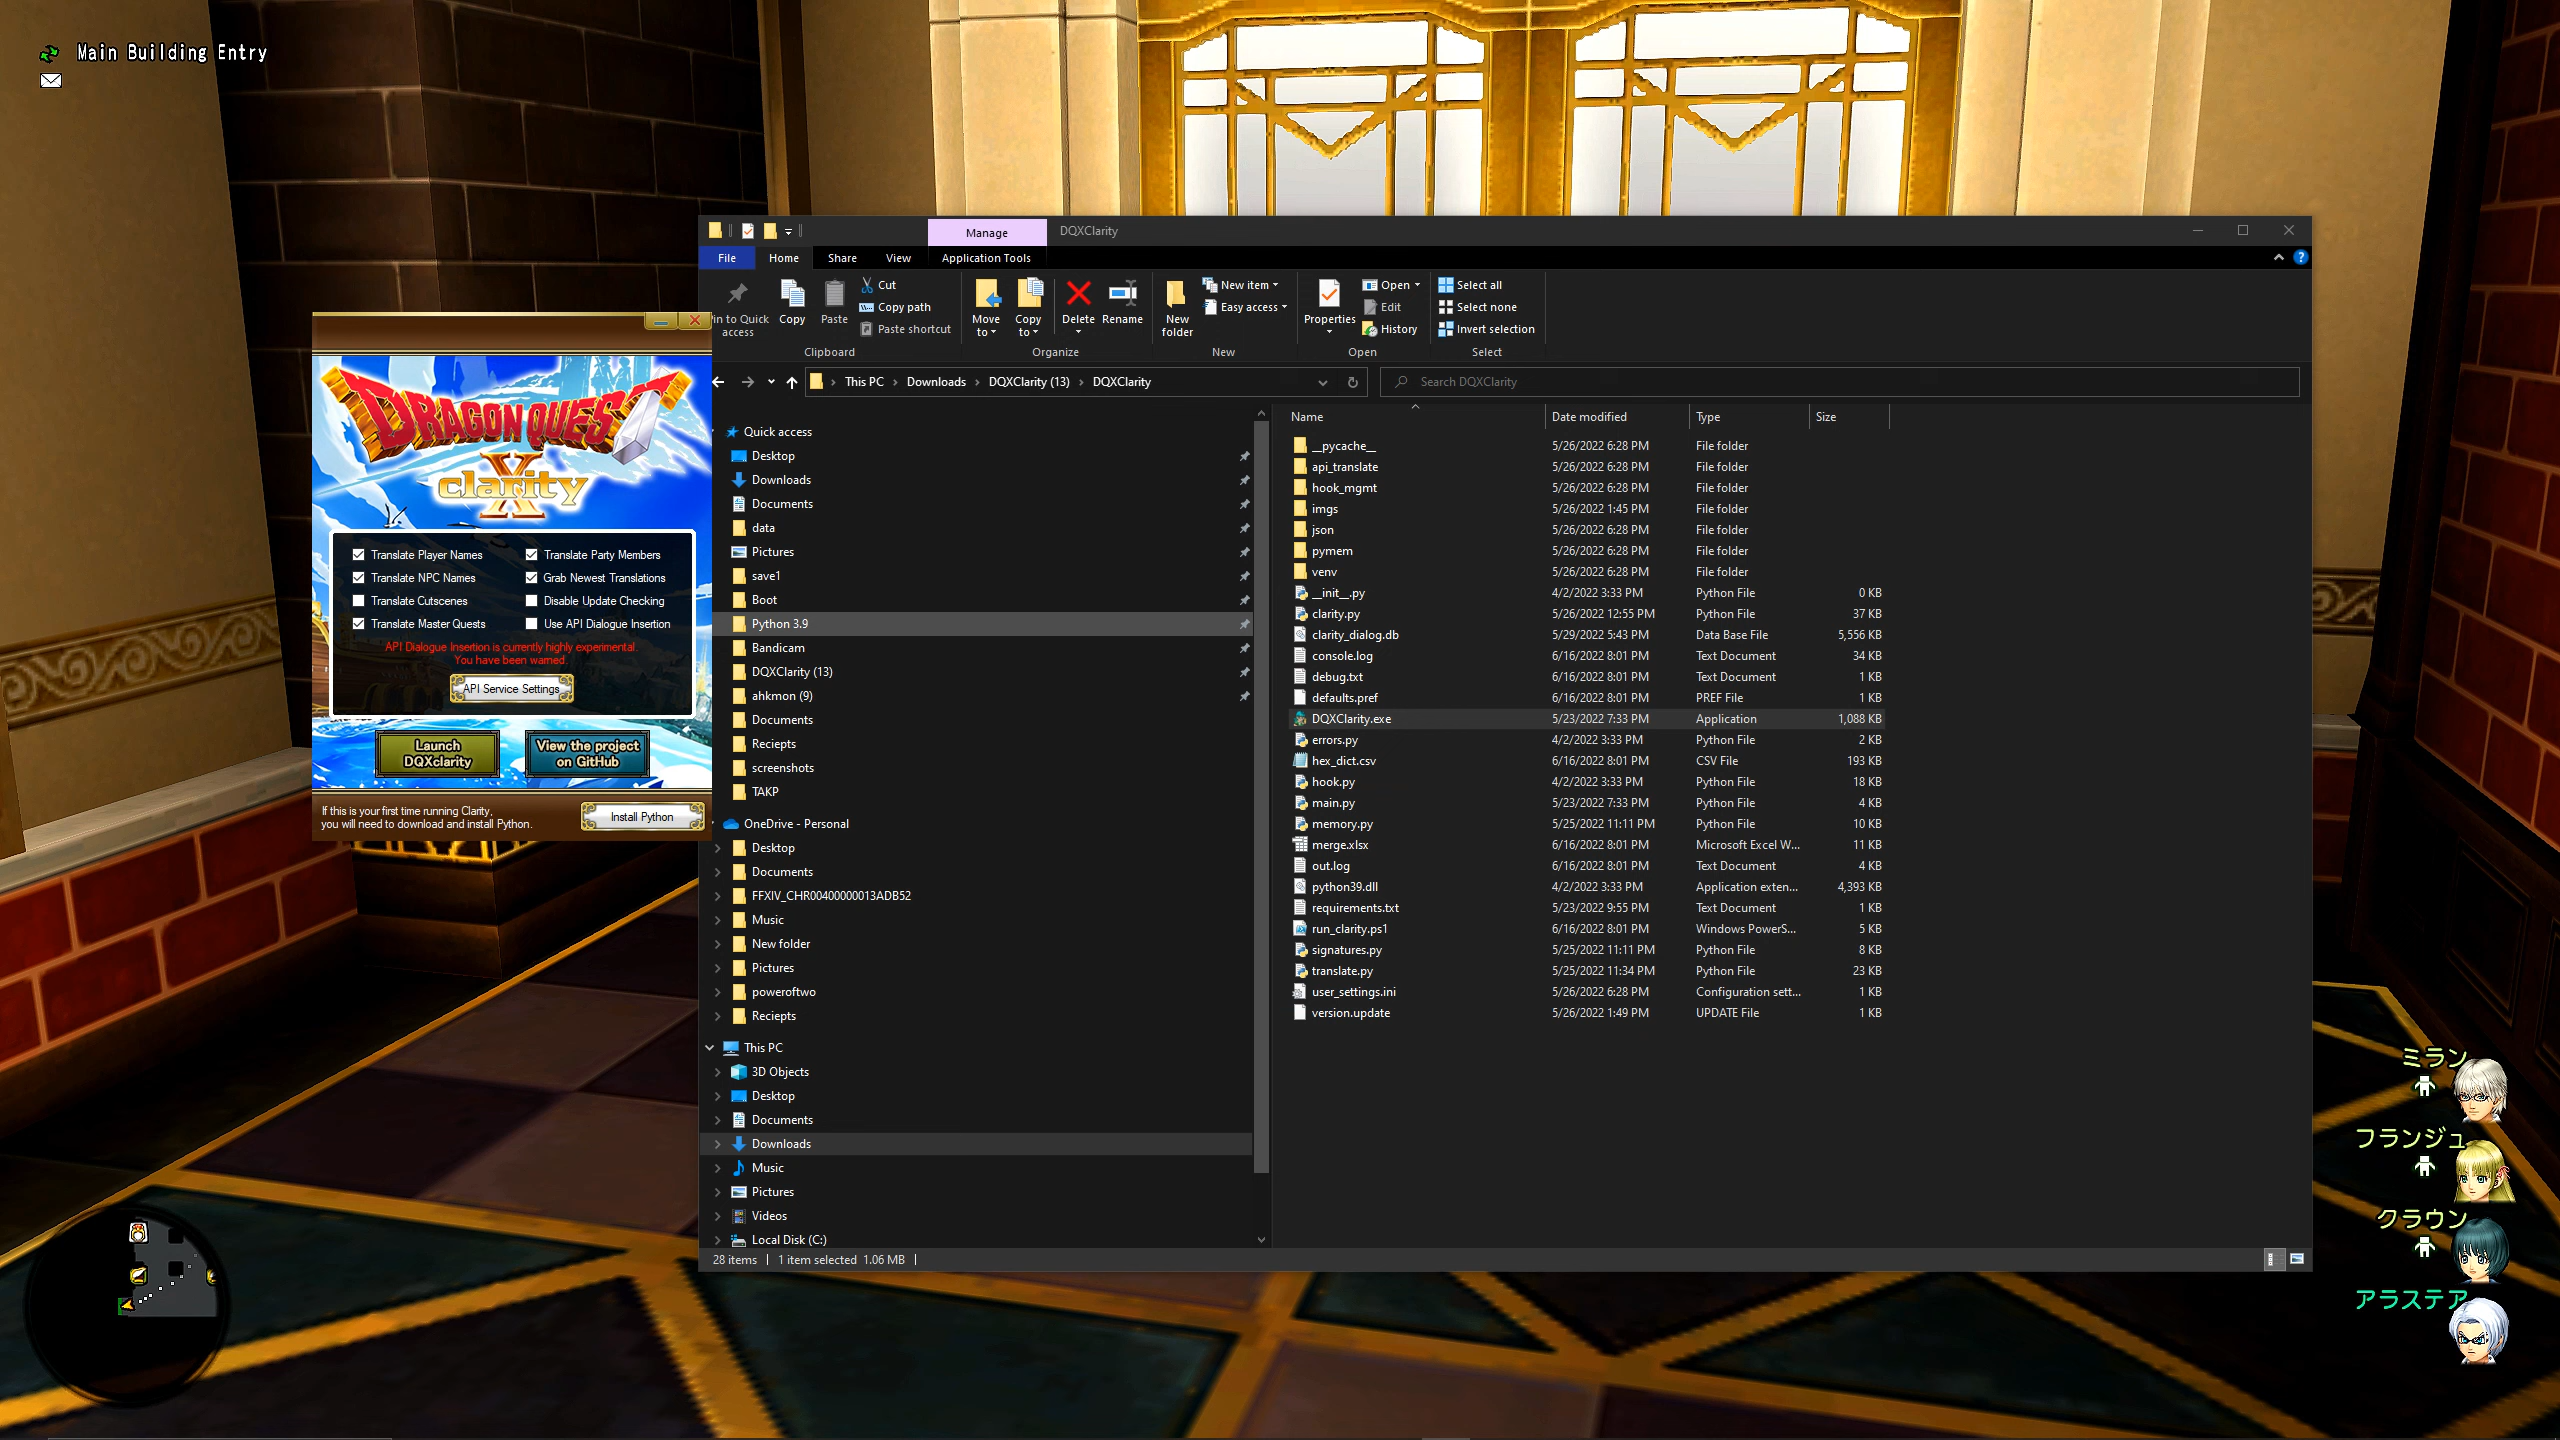 Main Building Entry
Manage
DQXClarity
File
Home
Share
View
Application Tools
in to Quick
access
Copy
Paste
Cut
Copy path
Paste shortcut
Clipboard
Move
to
Copy
to
Delete
Rename
Organize
New
folder
New item
Easy access
New
Properties
Open
Edit
History
Open
Select all
Select none
Invert selection
Select
This PC
Downloads
DQXClarity (13)
DQXClarity
Search DQXClarity
DRAGON QUEST
X
clarity
Translate Player Names
Translate Party Members
Translate NPC Names
Grab Newest Translations
Translate Cutscenes
Disable Update Checking
Translate Master Quests
Use API Dialogue Insertion
API Dialogue Insertion is currently highly experimental.
You have been warned.
API Service Settings
Launch
DQXclarity
View the project
on GitHub
If this is your first time running Clarity,
you will need to download and install Python.
Install Python
Quick access
Desktop
Downloads
Documents
data
Pictures
save1
Boot
Python 3.9
Bandicam
DQXClarity (13)
ahkmon (9)
Documents
Reciepts
screenshots
TAKP
OneDrive - Personal
Desktop
Documents
FFXIV_CHR00400000013ADB52
Music
New folder
Pictures
poweroftwo
Reciepts
This PC
3D Objects
Desktop
Documents
Downloads
Music
Pictures
Videos
Local Disk (C:)
Name Date modified Type Size
__pycache__ 5/26/2022 6:28 PM File folder
api_translate 5/26/2022 6:28 PM File folder
hook_mgmt 5/26/2022 6:28 PM File folder
imgs 5/26/2022 1:45 PM File folder
json 5/26/2022 6:28 PM File folder
pymem 5/26/2022 6:28 PM File folder
venv 5/26/2022 6:28 PM File folder
__init__.py 4/2/2022 3:33 PM Python File 0 KB
clarity.py 5/26/2022 12:55 PM Python File 37 KB
clarity_dialog.db 5/29/2022 5:43 PM Data Base File 5,556 KB
console.log 6/16/2022 8:01 PM Text Document 34 KB
debug.txt 6/16/2022 8:01 PM Text Document 1 KB
defaults.pref 6/16/2022 8:01 PM PREF File 1 KB
DQXClarity.exe 5/23/2022 7:33 PM Application 1,088 KB
errors.py 4/2/2022 3:33 PM Python File 2 KB
hex_dict.csv 6/16/2022 8:01 PM CSV File 193 KB
hook.py 4/2/2022 3:33 PM Python File 18 KB
main.py 5/23/2022 7:33 PM Python File 4 KB
memory.py 5/25/2022 11:11 PM Python File 10 KB
merge.xlsx 6/16/2022 8:01 PM Microsoft Excel W... 11 KB
out.log 6/16/2022 8:01 PM Text Document 4 KB
python39.dll 4/2/2022 3:33 PM Application exten... 4,393 KB
requirements.txt 5/23/2022 9:55 PM Text Document 1 KB
run_clarity.ps1 6/16/2022 8:01 PM Windows PowerS... 5 KB
signatures.py 5/25/2022 11:11 PM Python File 8 KB
translate.py 5/25/2022 11:34 PM Python File 23 KB
user_settings.ini 5/26/2022 6:28 PM Configuration sett... 1 KB
version.update 5/26/2022 1:49 PM UPDATE File 1 KB
28 items
1 item selected 1.06 MB
ミラン
フランジュ
クラウン
アラステア